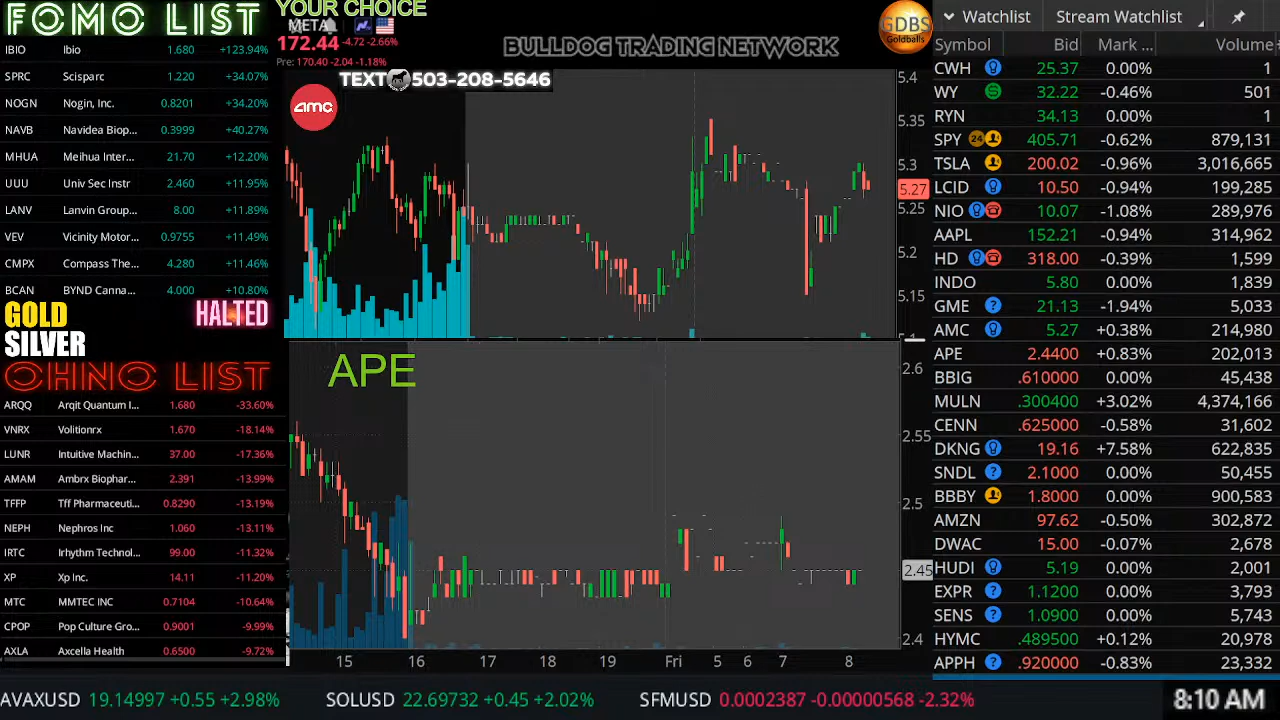 FOMO LIST
IBIO Ibio 1.680 +123.94%
SPRC Scisparc 1.220 +34.07%
NOGN Nogin, Inc. 0.8201 +34.20%
NAVB Navidea Biop... 0.3999 +40.27%
MHUA Meihua Inter... 21.70 +12.20%
UUU Univ Sec Instr 2.460 +11.95%
LANV Lanvin Group... 8.00 +11.89%
VEV Vicinity Motor... 0.9755 +11.49%
CMPX Compass The... 4.280 +11.46%
BCAN BYND Canna... 4.000 +10.80%
GOLD
HALTED
SILVER
OHNO LIST
ARQQ Arqit Quantum I... 1.680 -33.60%
VNRX Volitionrx 1.670 -18.14%
LUNR Intuitive Machin... 37.00 -17.36%
AMAM Ambrx Biophar... 2.391 -13.99%
TFFP Tff Pharmaceuti... 0.8290 -13.19%
NEPH Nephros Inc 1.060 -13.11%
IRTC Irhythm Technol... 99.00 -11.32%
XP Xp Inc. 14.11 -11.20%
MTC MMTEC INC 0.7104 -10.64%
CPOP Pop Culture Gro... 0.9001 -9.99%
AXLA Axcella Health 0.6500 -9.72%
YOUR CHOICE
META
172.44 -4.72 -2.66%
Pre: 170.40 -2.04 -1.18%
BULLDOG TRADING NETWORK
GDBS
Goldballs
TEXT 503-208-5646
amc
5.4
5.35
5.3
5.27
5.25
5.2
5.15
5.1
APE
2.6
2.55
2.5
2.45
2.4
15 16 17 18 19 Fri 5 6 7 8
Watchlist Stream Watchlist
Symbol Bid Mark ... Volume
CWH 25.37 0.00% 1
WY 32.22 -0.46% 501
RYN 34.13 0.00% 1
SPY 24 405.71 -0.62% 879,131
TSLA 200.02 -0.96% 3,016,665
LCID 10.50 -0.94% 199,285
NIO 10.07 -1.08% 289,976
AAPL 152.21 -0.94% 314,962
HD 318.00 -0.39% 1,599
INDO 5.80 0.00% 1,839
GME ? 21.13 -1.94% 5,033
AMC 5.27 +0.38% 214,980
APE 2.4400 +.83% 202,013
BBIG .610000 0.00% 45,438
MULN .300400 +3.02% 4,374,166
CENN .625000 -0.58% 31,602
DKNG 19.16 +7.58% 622,835
SNDL ? 2.1000 0.00% 50,455
BBBY 1.8000 0.00% 900,583
AMZN 97.62 -0.50% 302,872
DWAC 15.00 -0.07% 2,678
HUDI 5.19 0.00% 2,001
EXPR ? 1.1200 0.00% 3,793
SENS ? 1.0900 0.00% 5,743
HYMC .489500 +0.12% 20,978
APPH ? .920000 -0.83% 23,332
AVAXUSD 19.14997 +0.55 +2.98% SOLUSD 22.69732 +0.45 +2.02% SFMUSD 0.0002387 -0.00000568 -2.32%
8:10 AM